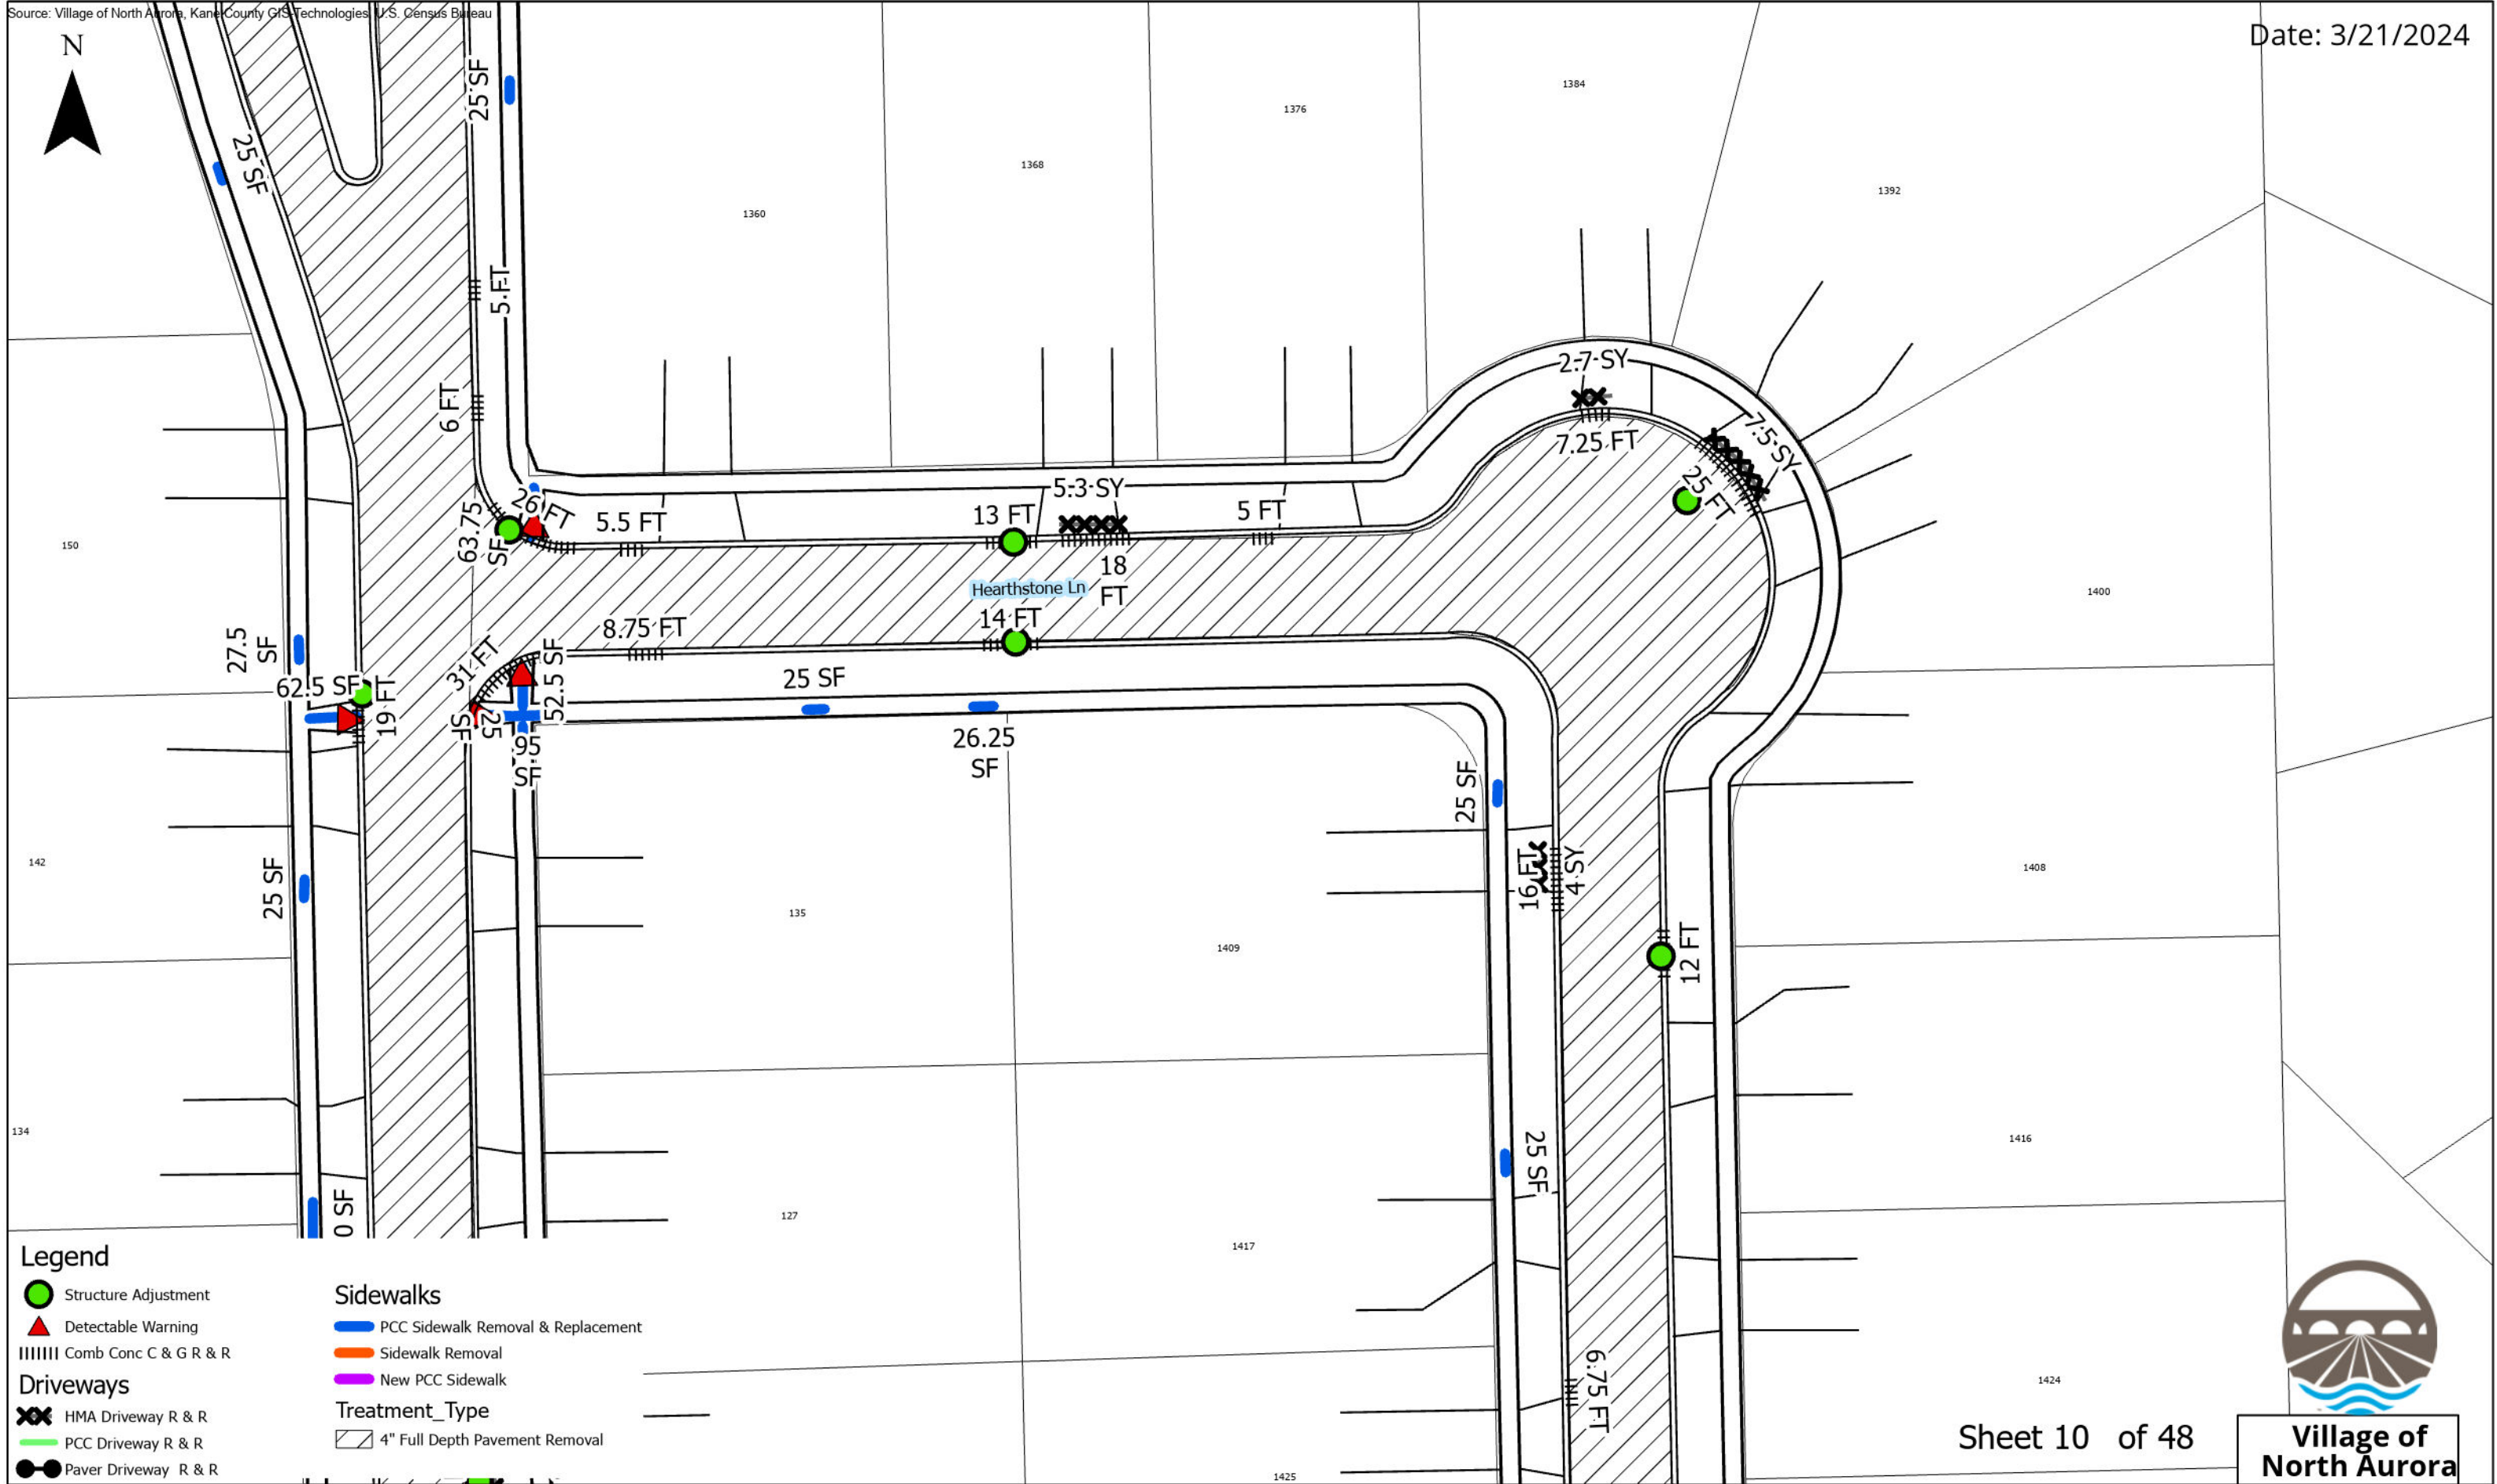 Source: Village of North Aurora, Kane County GIS-Technologies, U.S. Census Bureau
Date: 3/21/2024
N
25 SF
25 SF
1384
1376
1368
1392
1360
5 FT
6 FT
2.7 SY
7.25 FT
7.5 SY
25 FT
5.3 SY
26 FT
63.75
SF
5.5 FT
13 FT
5 FT
18
FT
150
Hearthstone Ln
1400
14 FT
8.75 FT
27.5
SF
31 FT
52.5 SF
62.5 SF
19 FT
25
SF
95
SF
25 SF
26.25
SF
25 SF
142
25 SF
16 FT
4 SY
1408
135
1409
12 FT
134
25 SF
1416
0 SF
127
1417
6.75 FT
1424
1425
Legend
Structure Adjustment
Detectable Warning
Comb Conc C & G R & R
Driveways
HMA Driveway R & R
PCC Driveway R & R
Paver Driveway R & R
Sidewalks
PCC Sidewalk Removal & Replacement
Sidewalk Removal
New PCC Sidewalk
Treatment_Type
4" Full Depth Pavement Removal
Sheet 10 of 48
Village of
North Aurora